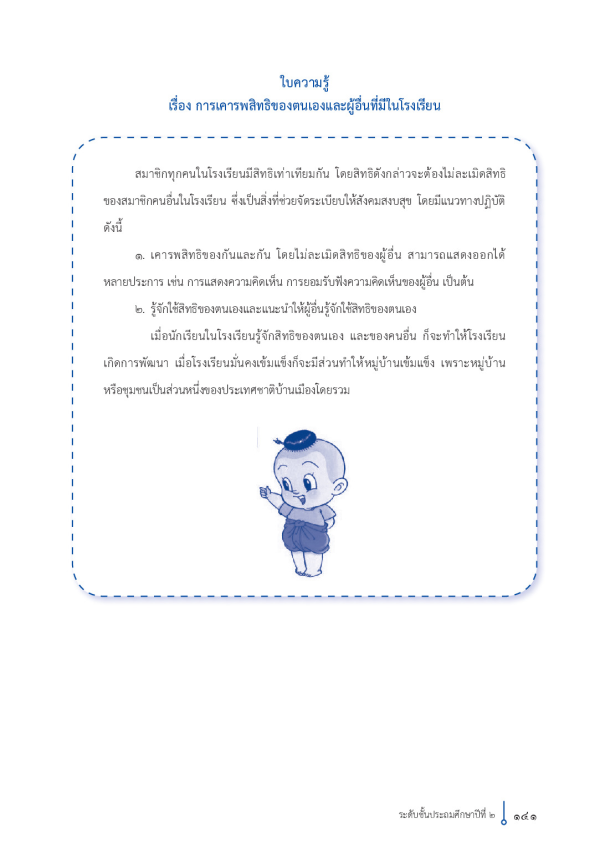 ใบความรู้
เรื่อง การเคารพสิทธิของตนเองและผู้อื่นที่มีในโรงเรียน
สมาชิกทุกคนในโรงเรียนมีสิทธิเท่าเทียมกัน โดยสิทธิดังกล่าวจะต้องไม่ละเมิดสิทธิ
ของสมาชิกคนอื่นในโรงเรียน ซึ่งเป็นสิ่งที่ช่วยจัดระเบียบให้สังคมสงบสุข โดยมีแนวทางปฏิบัติ
ดังนี้
๑. เคารพสิทธิของกันและกัน โดยไม่ละเมิดสิทธิของผู้อื่น สามารถแสดงออกได้
หลายประการ เช่น การแสดงความคิดเห็น การยอมรับฟังความคิดเห็นของผู้อื่น เป็นต้น
๒. รู้จักใช้สิทธิของตนเองและแนะนำให้ผู้อื่นรู้จักใช้สิทธิของตนเอง
เมื่อนักเรียนในโรงเรียนรู้จักสิทธิของตนเอง และของคนอื่น ก็จะทำให้โรงเรียน
เกิดการพัฒนา เมื่อโรงเรียนมั่นคงเข้มแข็งก็จะมีส่วนทำให้หมู่บ้านเข้มแข็ง เพราะหมู่บ้าน
หรือชุมชนเป็นส่วนหนึ่งของประเทศชาติบ้านเมืองโดยรวม
ระดับชั้นประถมศึกษาปีที่ ๒ ๑๔๑